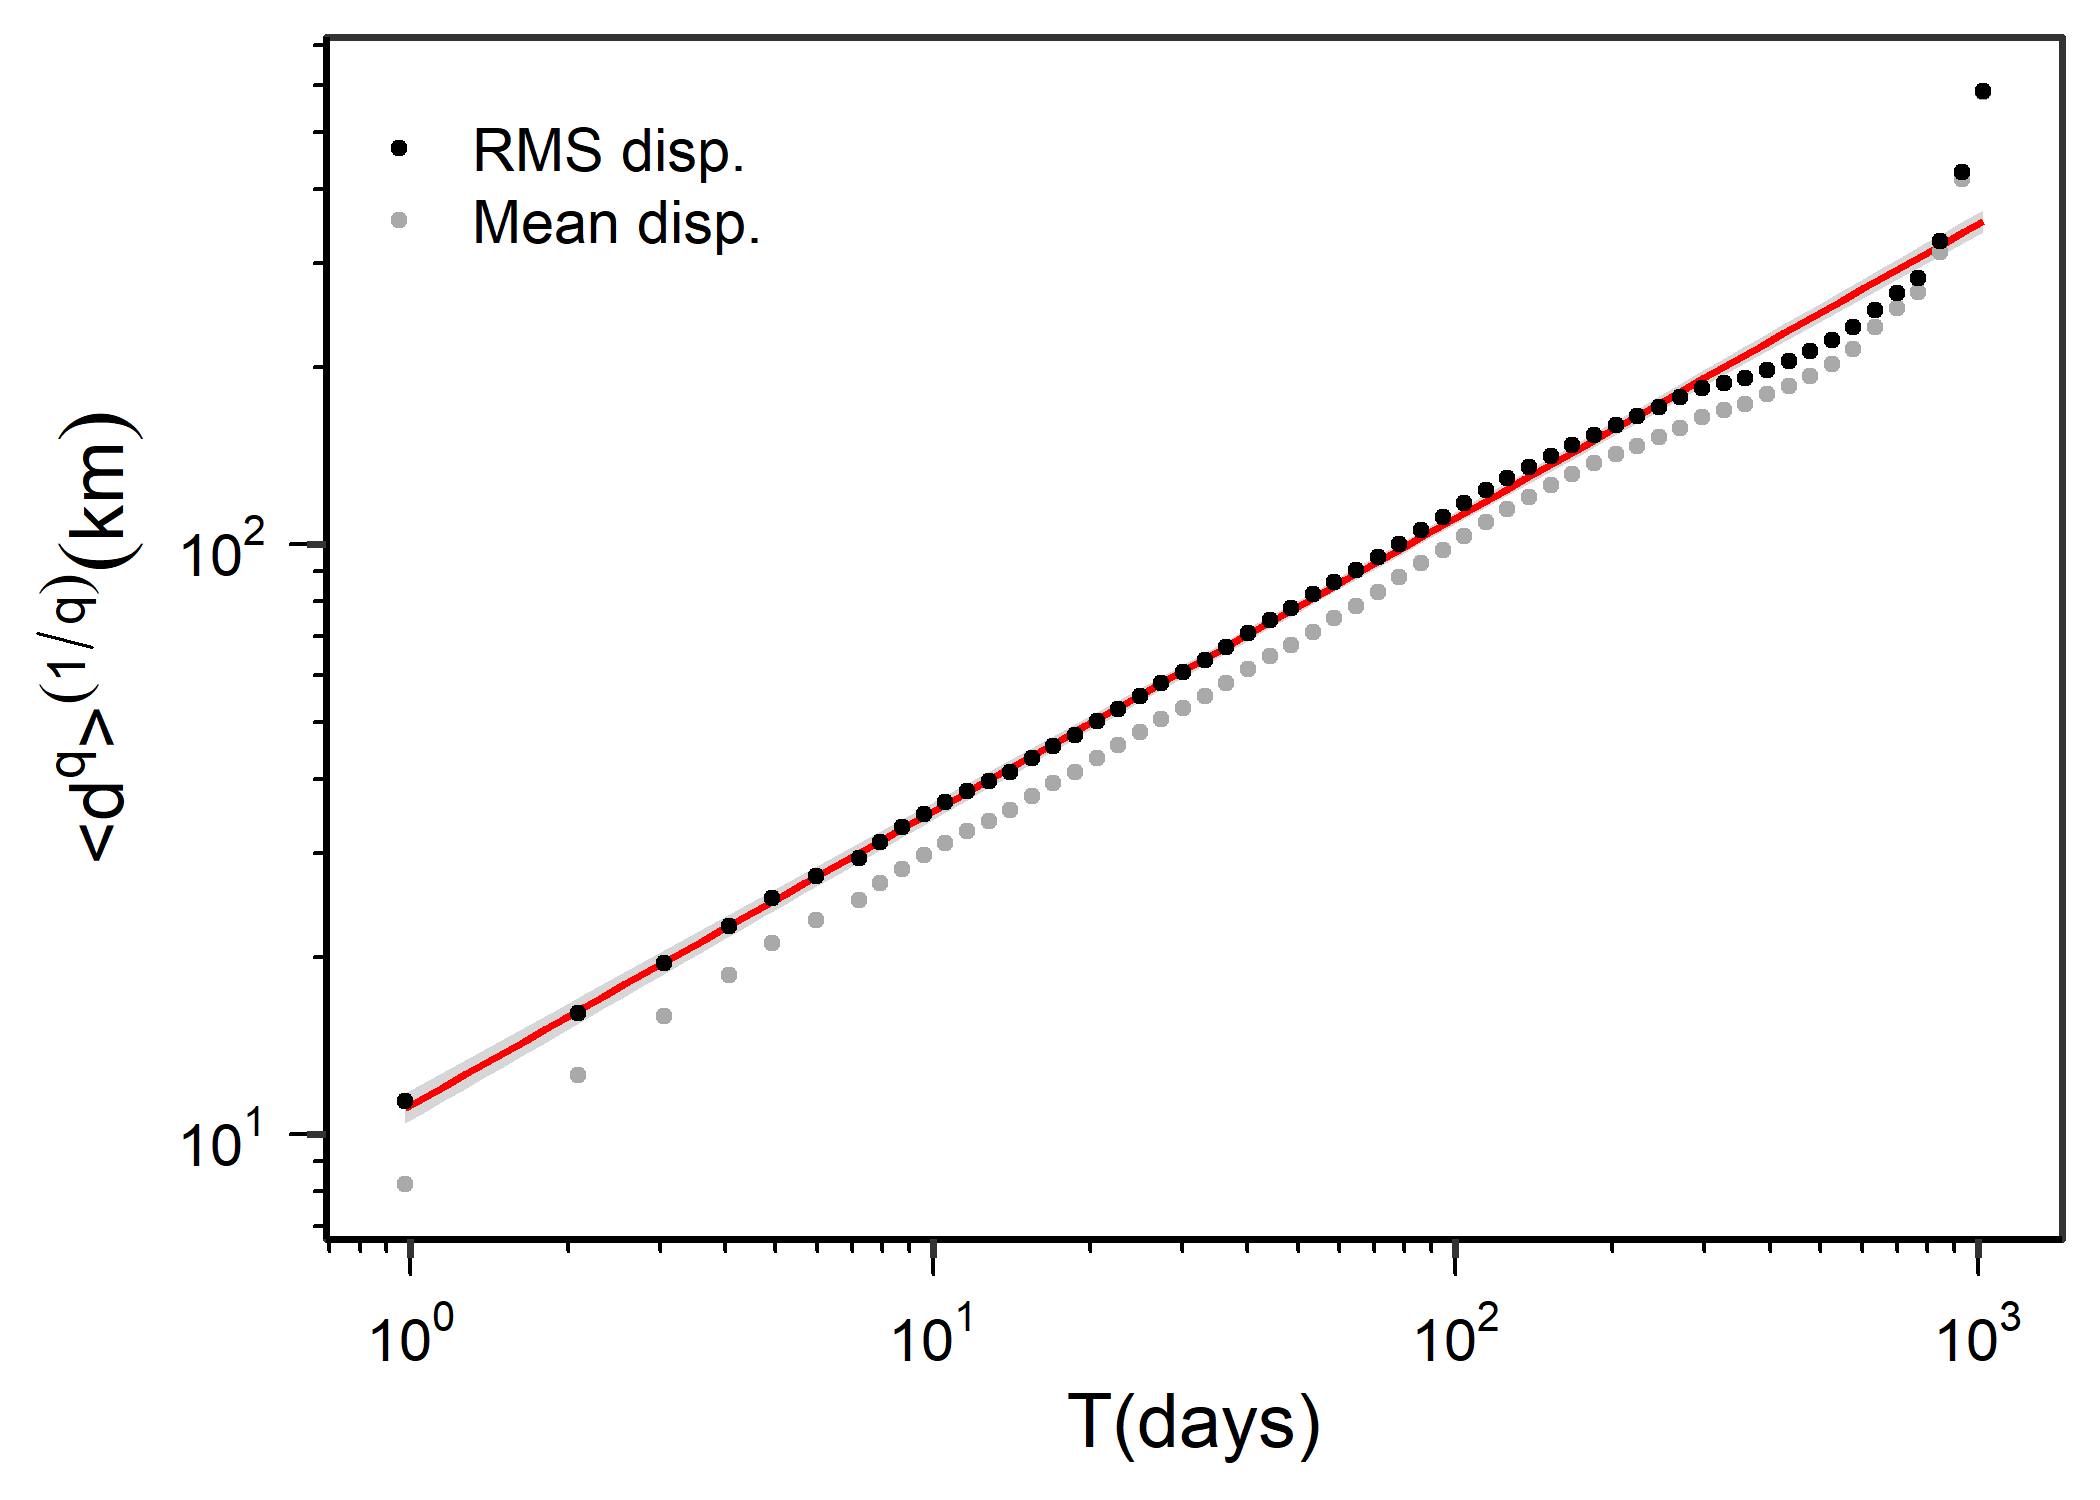 RMS disp.
Mean disp.
<d^q>^(1/q)(km)
10^2
10^1
10^0
10^1
10^2
10^3
T(days)